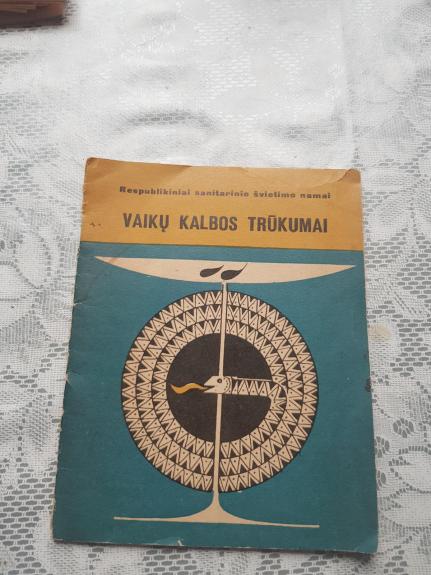 Respublikiniai sanitarinio švietimo namai
VAIKŲ KALBOS TRŪKUMAI